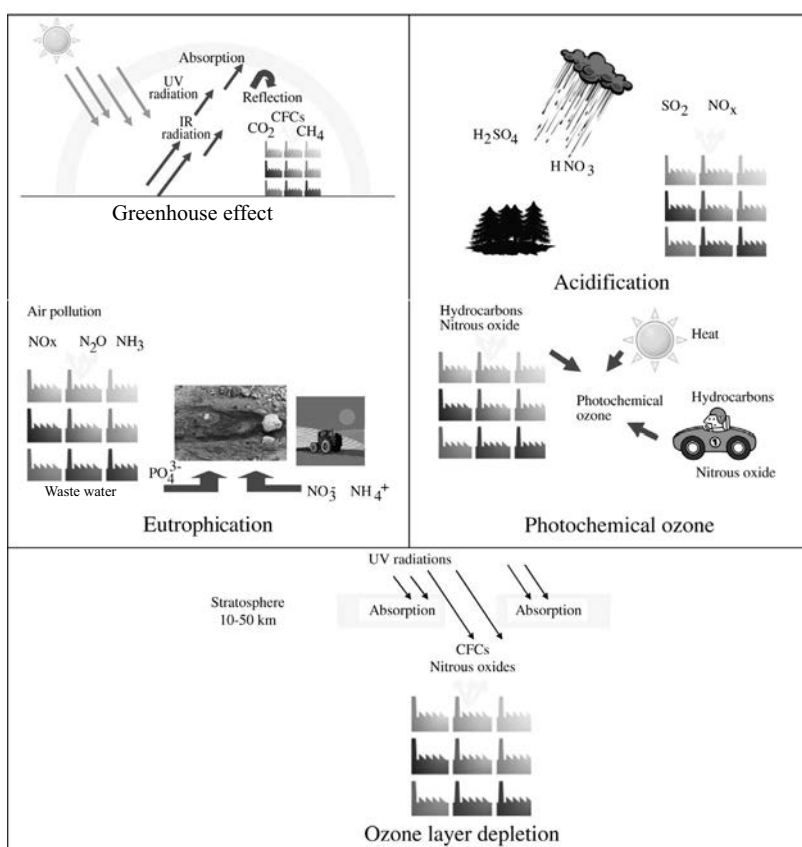 Absorption
UV
radiation
Reflection
IR
radiation
CFCs
CO2
CH4
Greenhouse effect
SO2 NOx
H2SO4
HNO3
Acidification
Air pollution
NOx N2O NH3
PO4 3-
Waste water
NO3- NH4+
Eutrophication
Hydrocarbons
Nitrous oxide
Heat
Photochemical
ozone
Hydrocarbons
1
Nitrous oxide
Photochemical ozone
UV radiations
Stratosphere
10-50 km
Absorption
Absorption
CFCs
Nitrous oxides
Ozone layer depletion